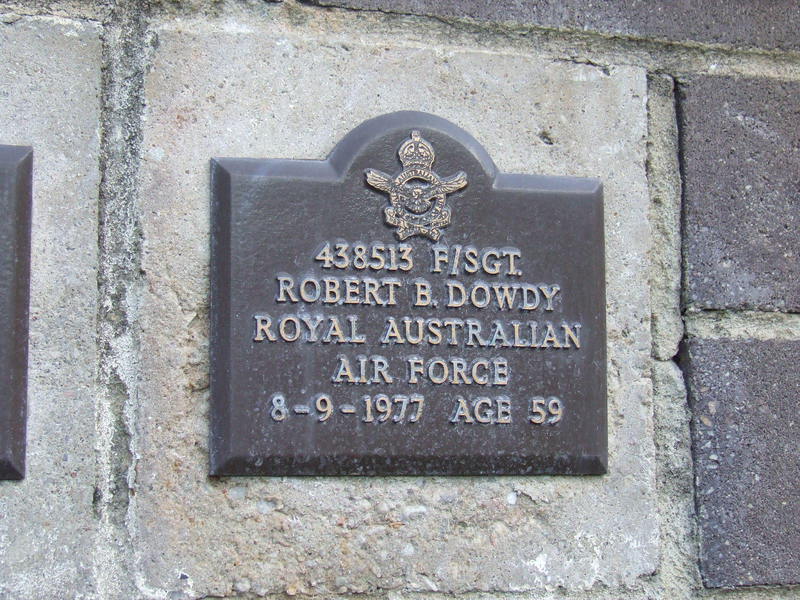 438513 F/SGT.
ROBERT B. DOWDY
ROYAL AUSTRALIAN
AIR FORCE
8-9-1977 AGE 59